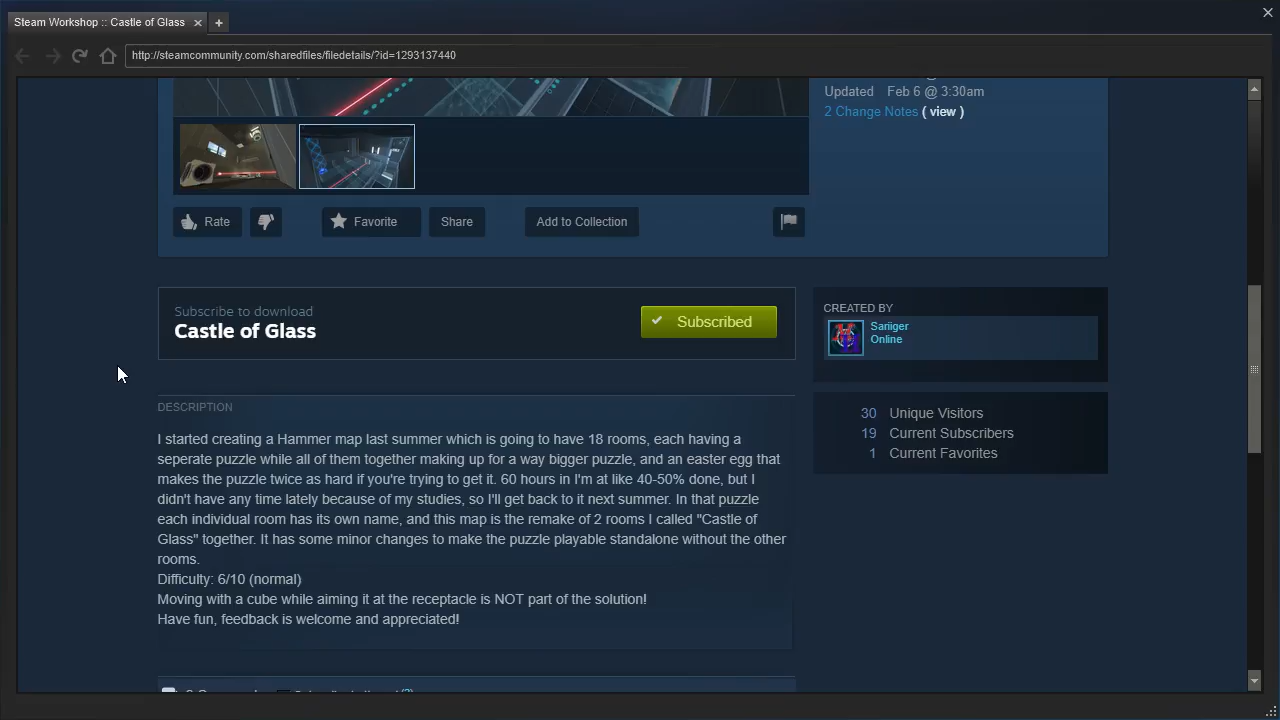 Steam Workshop :: Castle of Glass
http://steamcommunity.com/sharedfiles/filedetails/?id=1293137440
Updated Feb 6 @ 3:30am
2 Change Notes ( view )
Rate
Favorite
Share
Add to Collection
Subscribe to download
Castle of Glass
Subscribed
CREATED BY
Sariiger
Online
30 Unique Visitors
19 Current Subscribers
1 Current Favorites
DESCRIPTION
I started creating a Hammer map last summer which is going to have 18 rooms, each having a
seperate puzzle while all of them together making up for a way bigger puzzle, and an easter egg that
makes the puzzle twice as hard if you're trying to get it. 60 hours in I'm at like 40-50% done, but I
didn't have any time lately because of my studies, so I'll get back to it next summer. In that puzzle
each individual room has its own name, and this map is the remake of 2 rooms I called "Castle of
Glass" together. It has some minor changes to make the puzzle playable standalone without the other
rooms.
Difficulty: 6/10 (normal)
Moving with a cube while aiming it at the receptacle is NOT part of the solution!
Have fun, feedback is welcome and appreciated!